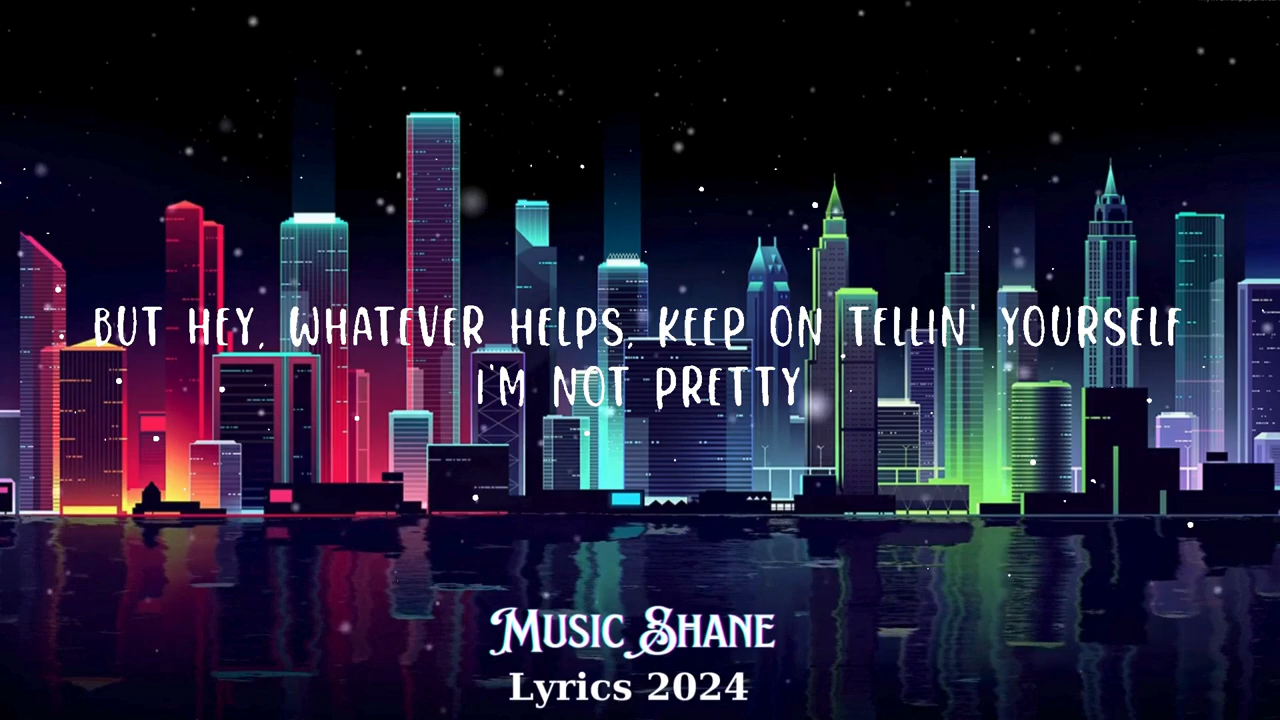 BUT HEY, WHATEVER HELPS, KEEP ON TELLIN' YOURSELF
I'M NOT PRETTY
MUSIC SHANE
Lyrics 2024